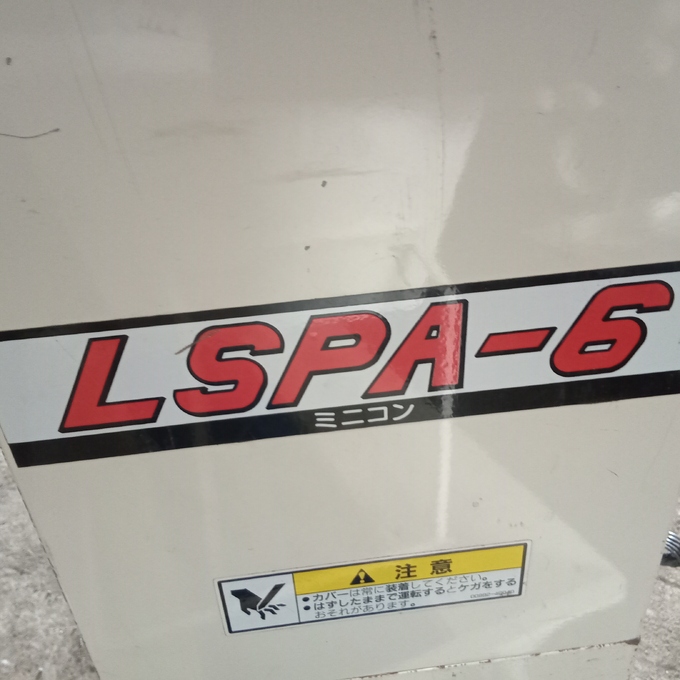 LSPA-6
ミニコン
注意
●カバーは常に装着してください。
●はずしたままで運転するとケガをする
おそれがあります。